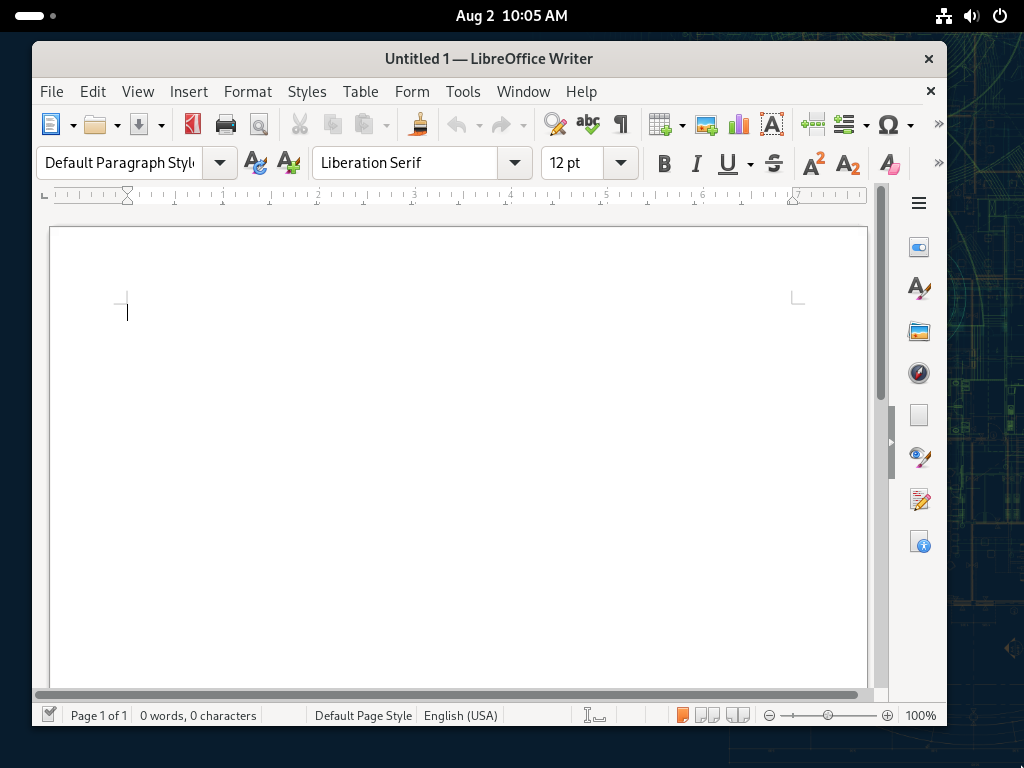 Aug 2 10:05 AM
Untitled 1 — LibreOffice Writer
File Edit View Insert Format Styles Table Form Tools Window Help
Default Paragraph Style Liberation Serif 12 pt
1 2 3 4 5 6 7
Page 1 of 1 0 words, 0 characters Default Page Style English (USA) 100%